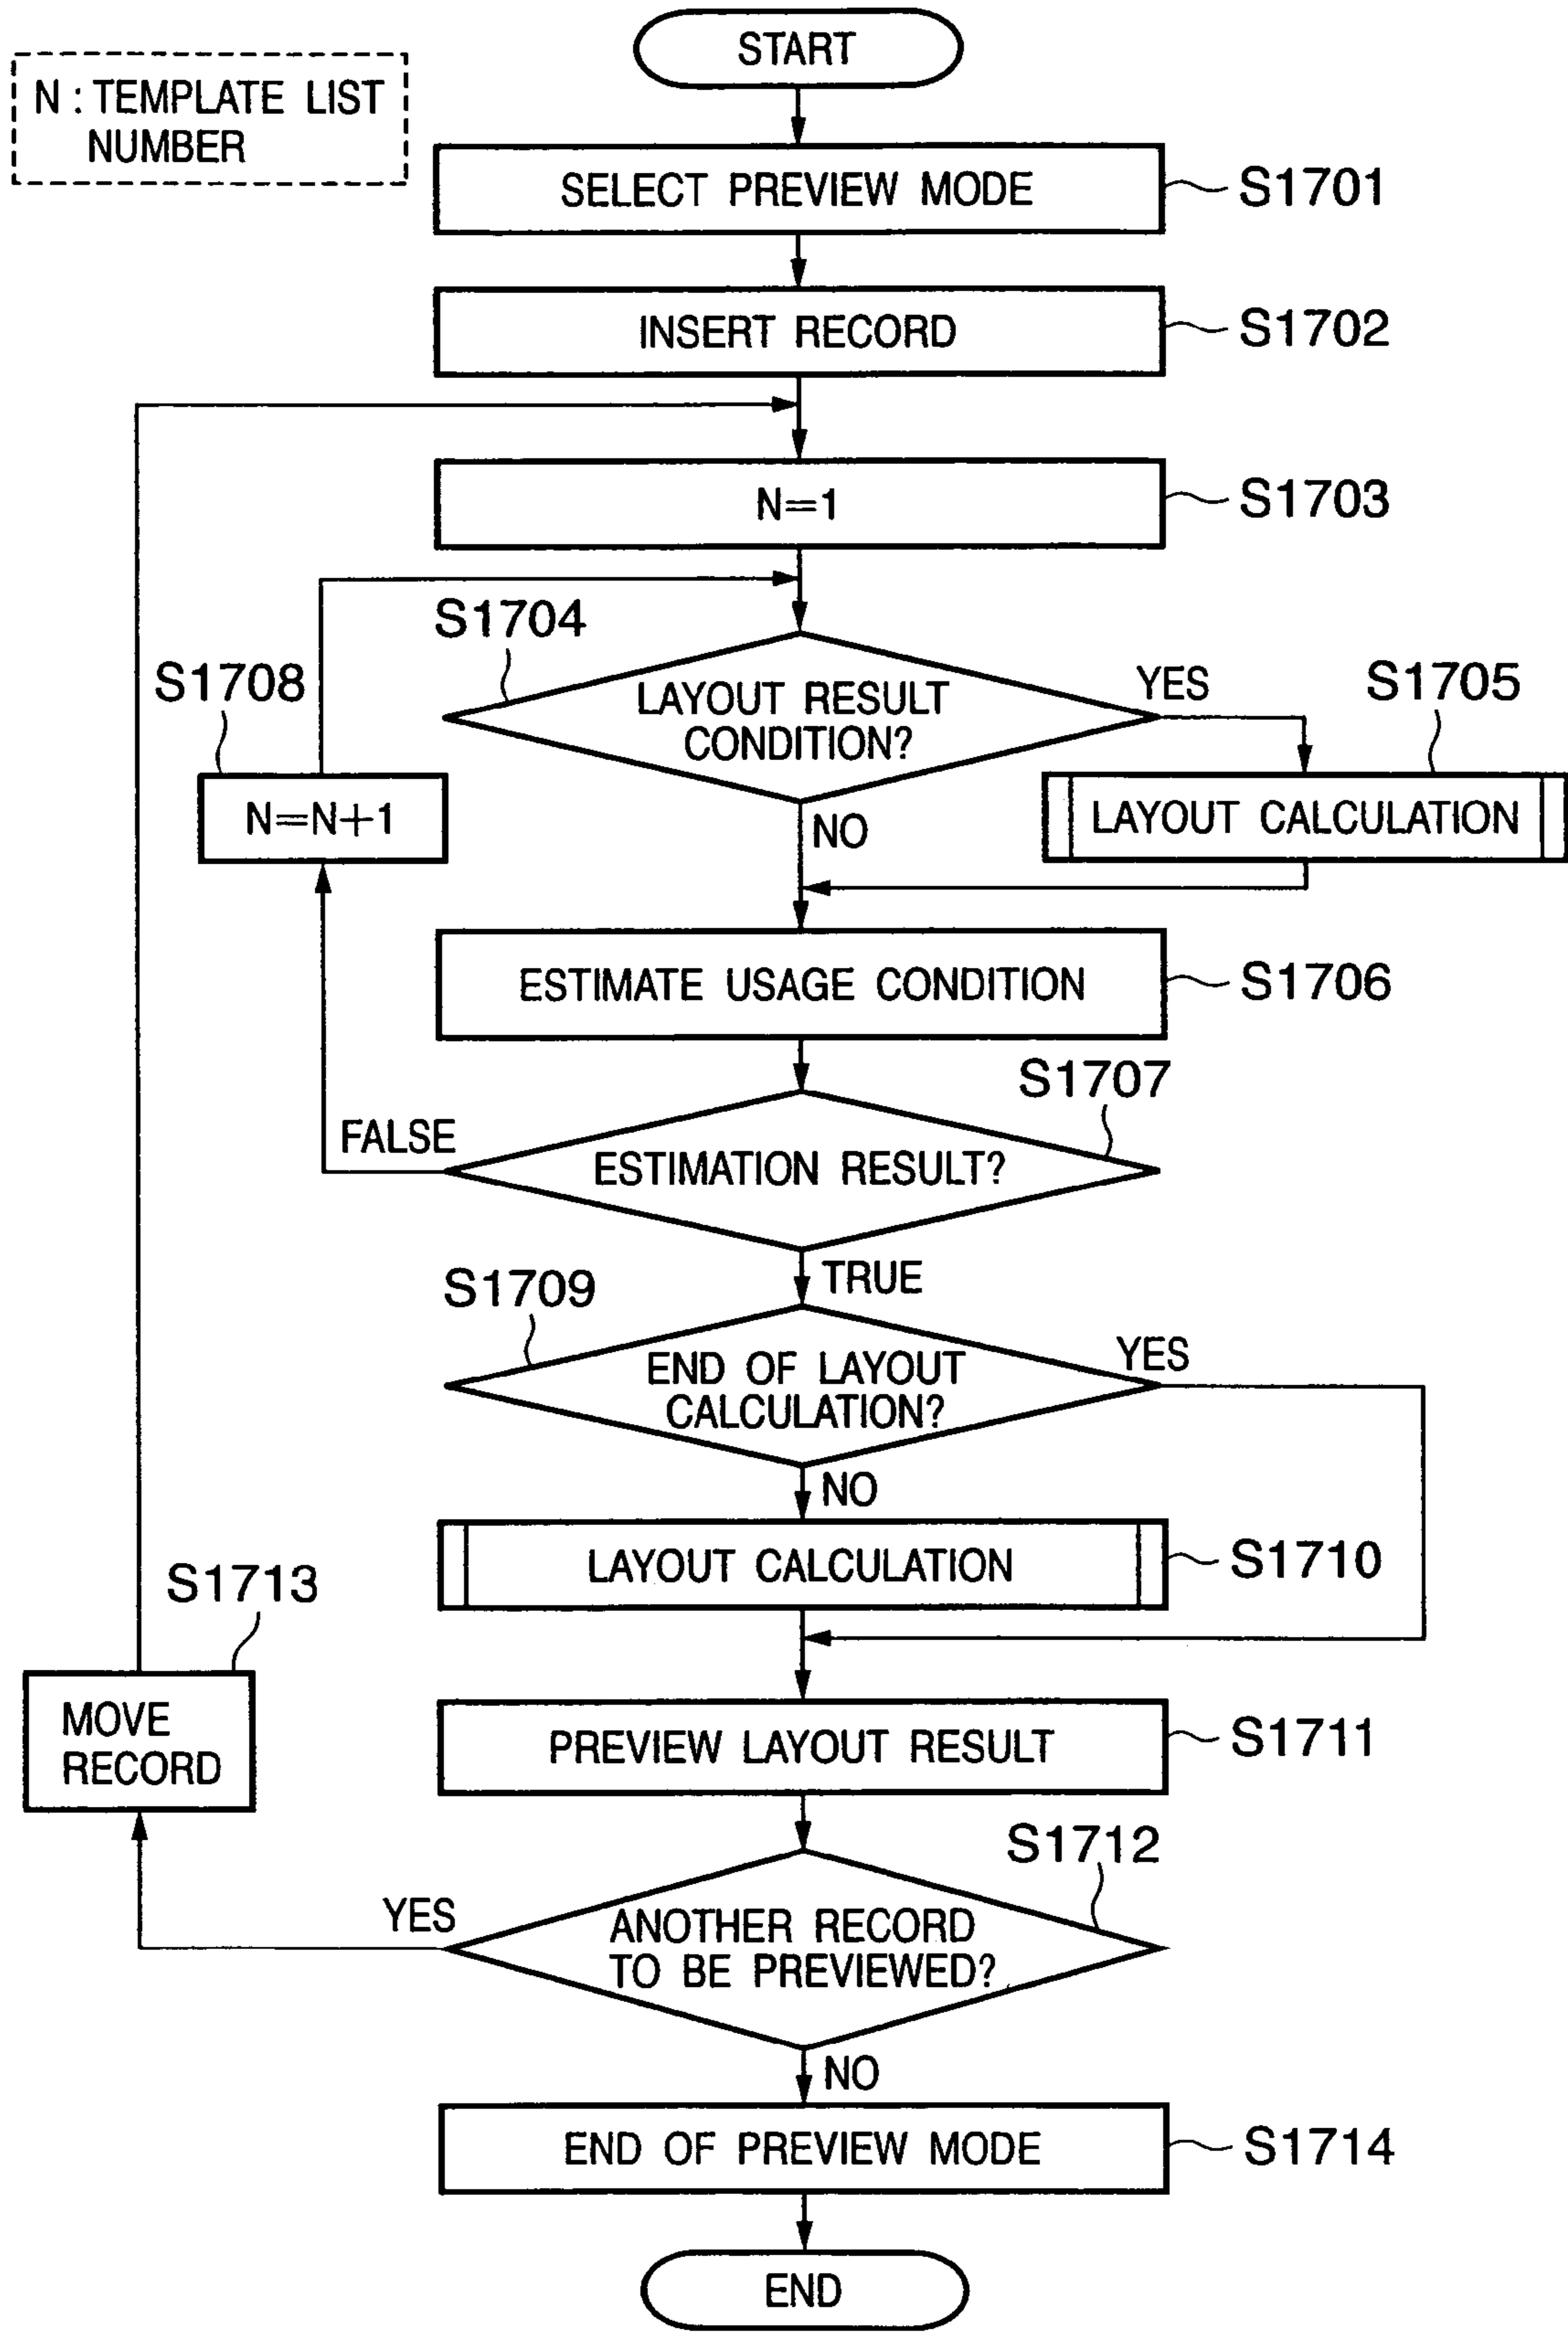 START
N : TEMPLATE LIST
NUMBER
SELECT PREVIEW MODE
S1701
INSERT RECORD
S1702
N=1
S1703
S1704
LAYOUT RESULT
CONDITION?
YES
NO
S1705
LAYOUT CALCULATION
S1708
N=N+1
ESTIMATE USAGE CONDITION
S1706
S1707
ESTIMATION RESULT?
FALSE
TRUE
S1709
END OF LAYOUT
CALCULATION?
YES
NO
LAYOUT CALCULATION
S1710
S1713
MOVE
RECORD
PREVIEW LAYOUT RESULT
S1711
S1712
ANOTHER RECORD
TO BE PREVIEWED?
YES
NO
END OF PREVIEW MODE
S1714
END